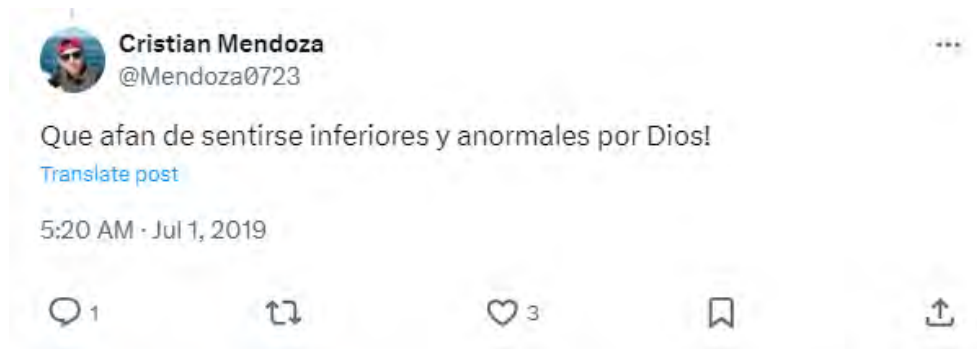 Cristian Mendoza
@Mendoza0723
Que afan de sentirse inferiores y anormales por Dios!
Translate post
5:20 AM · Jul 1, 2019
1
3